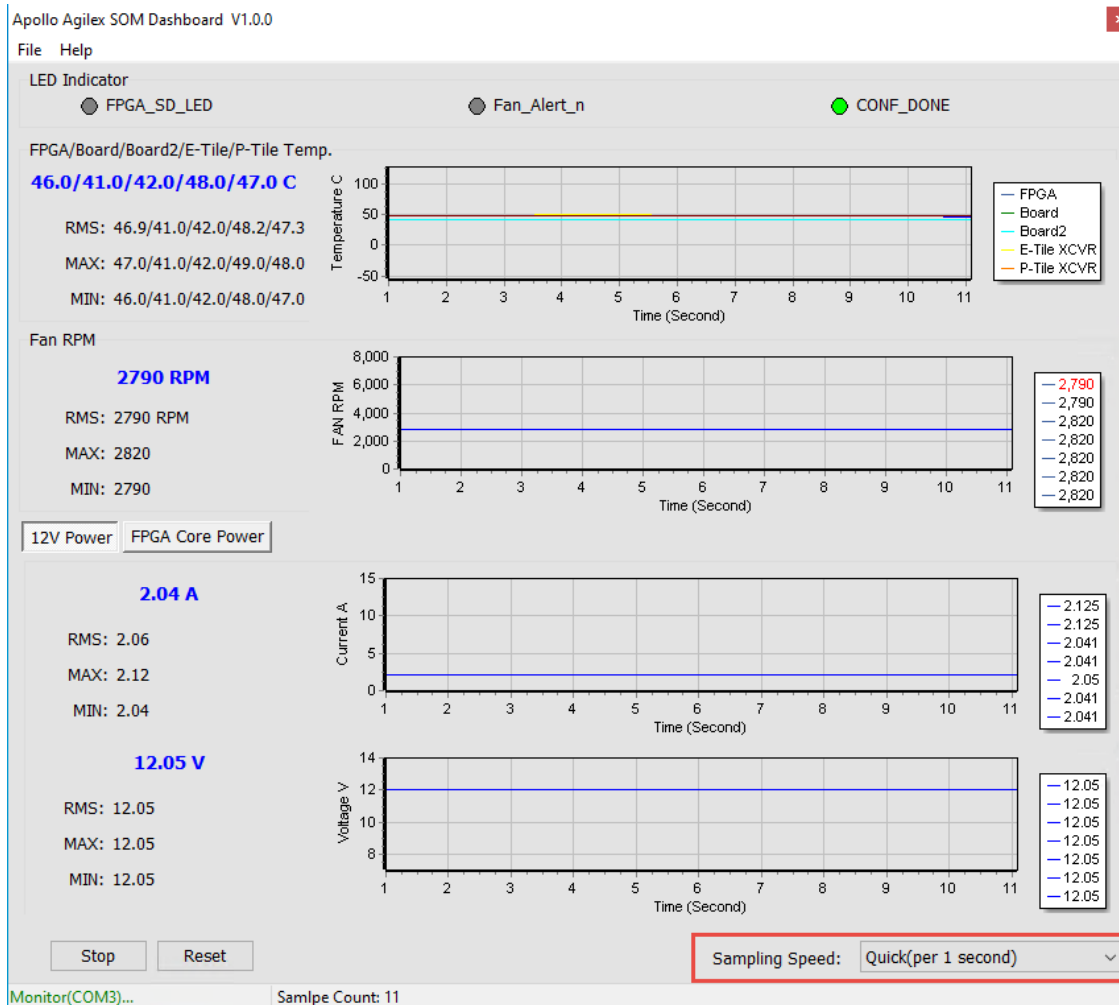 Apollo Agilex SOM Dashboard V1.0.0
File Help
LED Indicator
FPGA_SD_LED Fan_Alert_n CONF_DONE
FPGA/Board/Board2/E-Tile/P-Tile Temp.
46.0/41.0/42.0/48.0/47.0 C
RMS: 46.9/41.0/42.0/48.2/47.3
MAX: 47.0/41.0/42.0/49.0/48.0
MIN: 46.0/41.0/42.0/48.0/47.0
Temperature C
100
50
0
-50
1 2 3 4 5 6 7 8 9 10 11
Time (Second)
FPGA
Board
Board2
E-Tile XCVR
P-Tile XCVR
Fan RPM
2790 RPM
RMS: 2790 RPM
MAX: 2820
MIN: 2790
FAN RPM
8,000
6,000
4,000
2,000
0
1 2 3 4 5 6 7 8 9 10 11
Time (Second)
2,790
2,790
2,820
2,820
2,820
2,820
2,820
12V Power FPGA Core Power
2.04 A
RMS: 2.06
MAX: 2.12
MIN: 2.04
Current A
15
10
5
0
1 2 3 4 5 6 7 8 9 10 11
Time (Second)
2.125
2.125
2.041
2.041
2.05
2.041
2.041
12.05 V
RMS: 12.05
MAX: 12.05
MIN: 12.05
Voltage V
14
12
10
8
1 2 3 4 5 6 7 8 9 10 11
Time (Second)
12.05
12.05
12.05
12.05
12.05
12.05
12.05
Stop Reset Sampling Speed: Quick(per 1 second)
Monitor(COM3)... Samlpe Count: 11